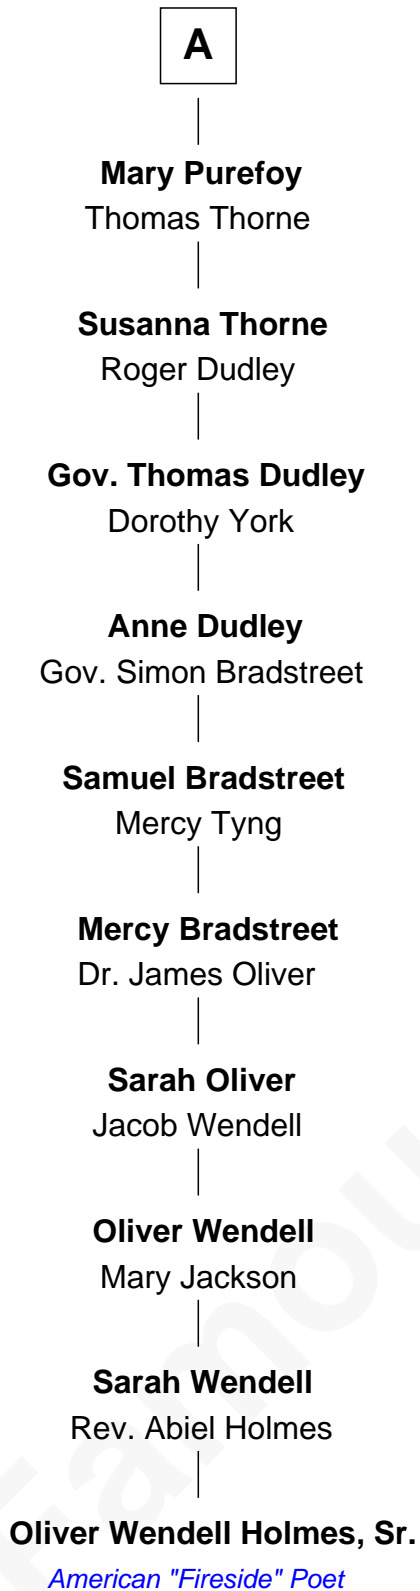 A
Mary Purefoy
Thomas Thorne
Susanna Thorne
Roger Dudley
Gov. Thomas Dudley
Dorothy York
Anne Dudley
Gov. Simon Bradstreet
Samuel Bradstreet
Mercy Tyng
Mercy Bradstreet
Dr. James Oliver
Sarah Oliver
Jacob Wendell
Oliver Wendell
Mary Jackson
Sarah Wendell
Rev. Abiel Holmes
Oliver Wendell Holmes, Sr.
American "Fireside" Poet